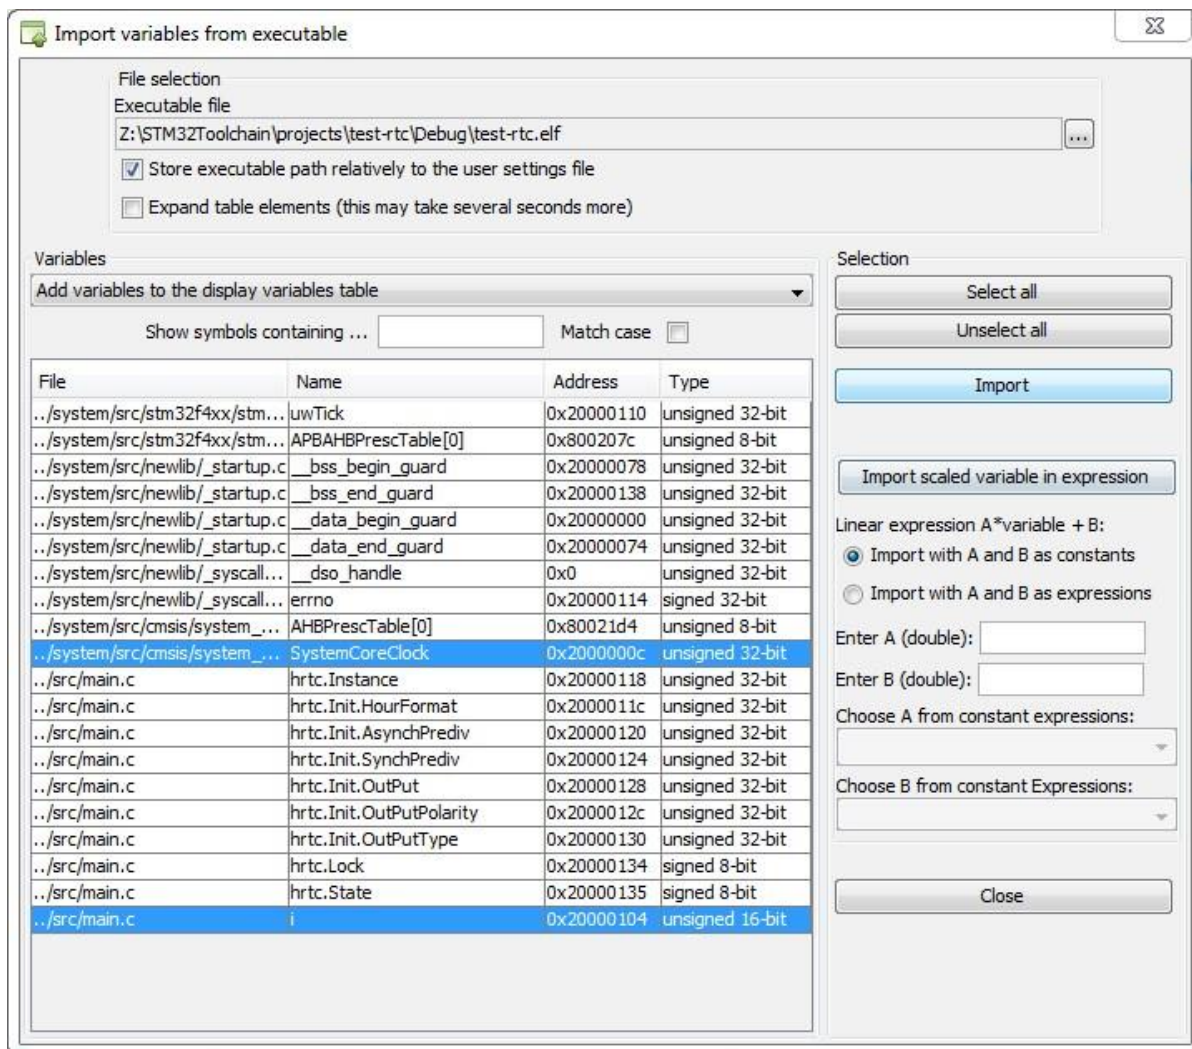 Import variables from executable
File selection
Executable file
Z:\STM32Toolchain\projects\test-rtc\Debug\test-rtc.elf
...
Store executable path relatively to the user settings file
Expand table elements (this may take several seconds more)
Variables
Add variables to the display variables table
Show symbols containing ... Match case
File Name Address Type
../system/src/stm32f4xx/stm... uwTick 0x20000110 unsigned 32-bit
../system/src/stm32f4xx/stm... APBAHBPrescTable[0] 0x800207c unsigned 8-bit
../system/src/newlib/_startup.c __bss_begin_guard 0x20000078 unsigned 32-bit
../system/src/newlib/_startup.c __bss_end_guard 0x20000138 unsigned 32-bit
../system/src/newlib/_startup.c __data_begin_guard 0x20000000 unsigned 32-bit
../system/src/newlib/_startup.c __data_end_guard 0x20000074 unsigned 32-bit
../system/src/newlib/_syscall... __dso_handle 0x0 unsigned 32-bit
../system/src/newlib/_syscall... errno 0x20000114 signed 32-bit
../system/src/cmsis/system_... AHBPrescTable[0] 0x80021d4 unsigned 8-bit
../system/src/cmsis/system_... SystemCoreClock 0x2000000c unsigned 32-bit
../src/main.c hrtc.Instance 0x20000118 unsigned 32-bit
../src/main.c hrtc.Init.HourFormat 0x2000011c unsigned 32-bit
../src/main.c hrtc.Init.AsynchPrediv 0x20000120 unsigned 32-bit
../src/main.c hrtc.Init.SynchPrediv 0x20000124 unsigned 32-bit
../src/main.c hrtc.Init.OutPut 0x20000128 unsigned 32-bit
../src/main.c hrtc.Init.OutPutPolarity 0x2000012c unsigned 32-bit
../src/main.c hrtc.Init.OutPutType 0x20000130 unsigned 32-bit
../src/main.c hrtc.Lock 0x20000134 signed 8-bit
../src/main.c hrtc.State 0x20000135 signed 8-bit
../src/main.c i 0x20000104 unsigned 16-bit
Selection
Select all
Unselect all
Import
Import scaled variable in expression
Linear expression A*variable + B:
Import with A and B as constants
Import with A and B as expressions
Enter A (double):
Enter B (double):
Choose A from constant expressions:
Choose B from constant Expressions:
Close